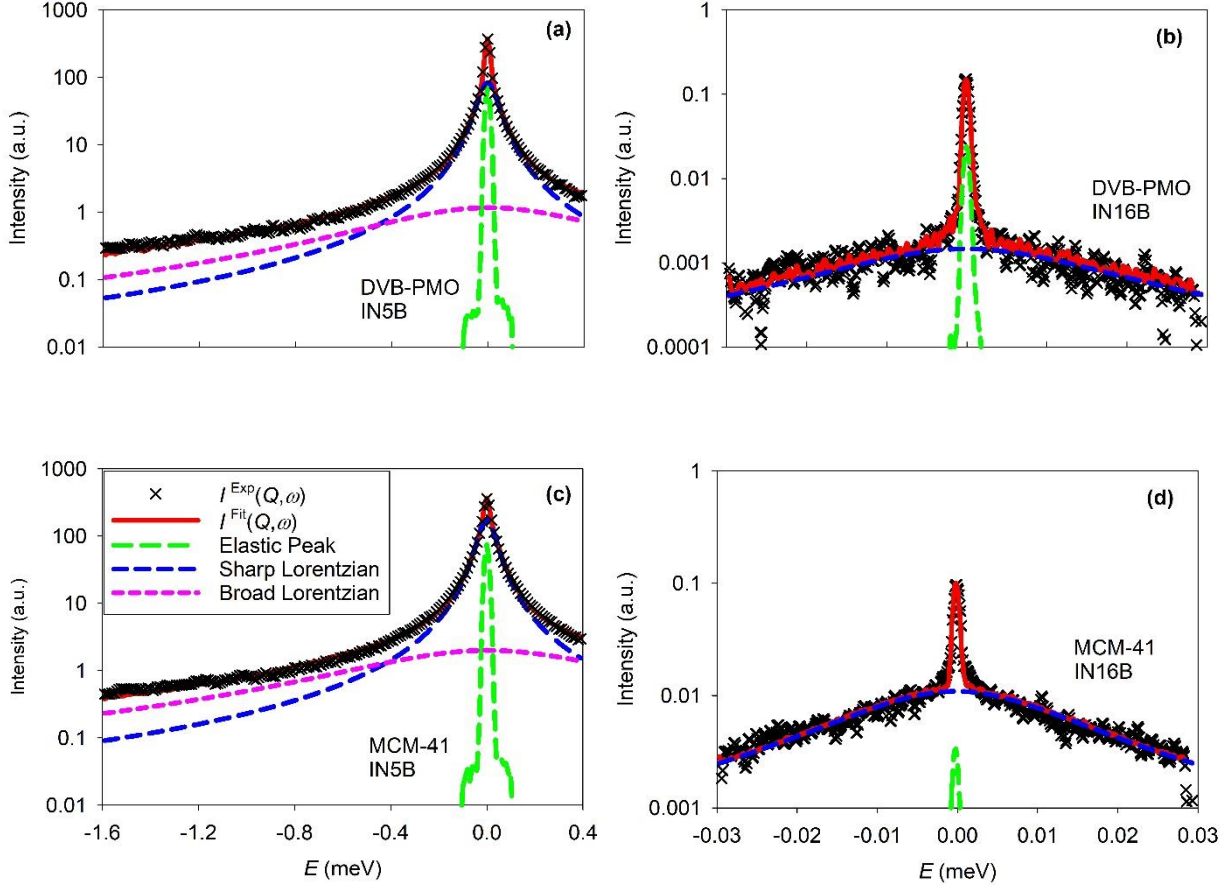 (a)
Intensity (a.u.)
1000
100
10
1
0.1
0.01
DVB-PMO
IN5B
(b)
Intensity (a.u.)
1
0.1
0.01
0.001
0.0001
DVB-PMO
IN16B
(c)
Intensity (a.u.)
1000
100
10
1
0.1
0.01
I Exp(Q,ω)
I Fit(Q,ω)
Elastic Peak
Sharp Lorentzian
Broad Lorentzian
MCM-41
IN5B
-1.6 -1.2 -0.8 -0.4 0.0 0.4
E (meV)
(d)
Intensity (a.u.)
1
0.1
0.01
0.001
MCM-41
IN16B
-0.03 -0.02 -0.01 0.00 0.01 0.02 0.03
E (meV)